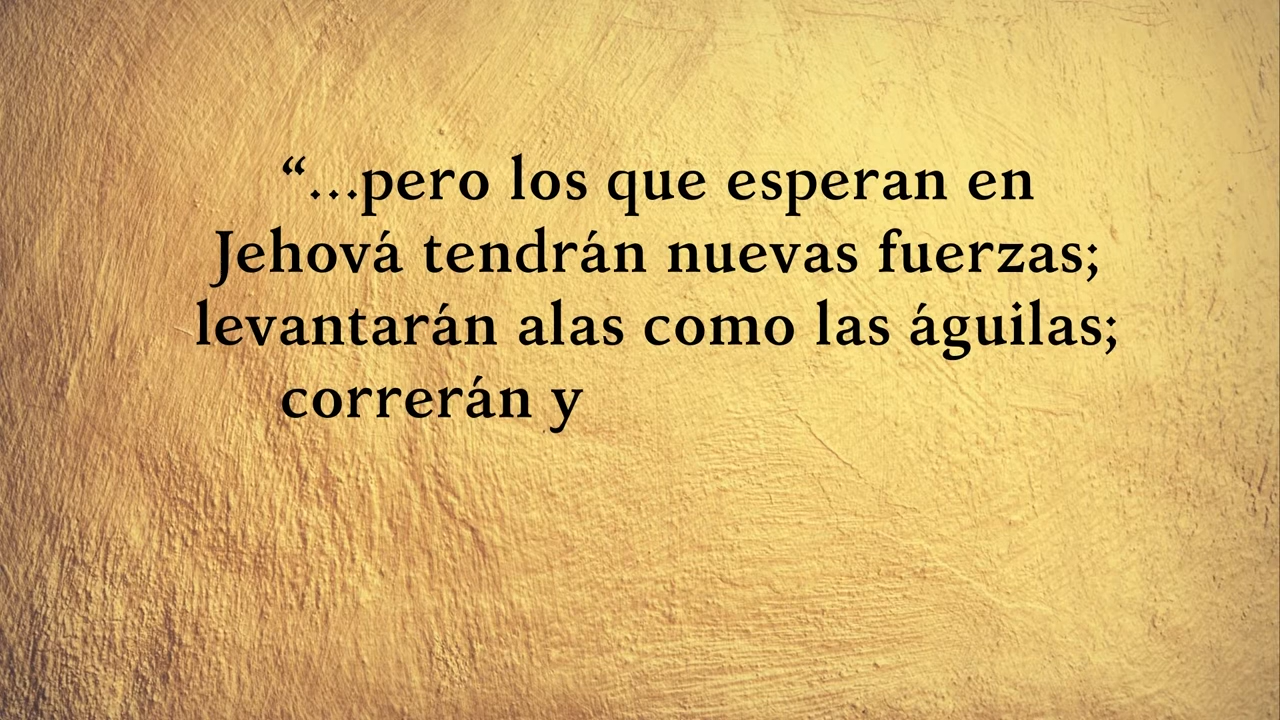 “...pero los que esperan en
Jehová tendrán nuevas fuerzas;
levantarán alas como las águilas;
correrán y